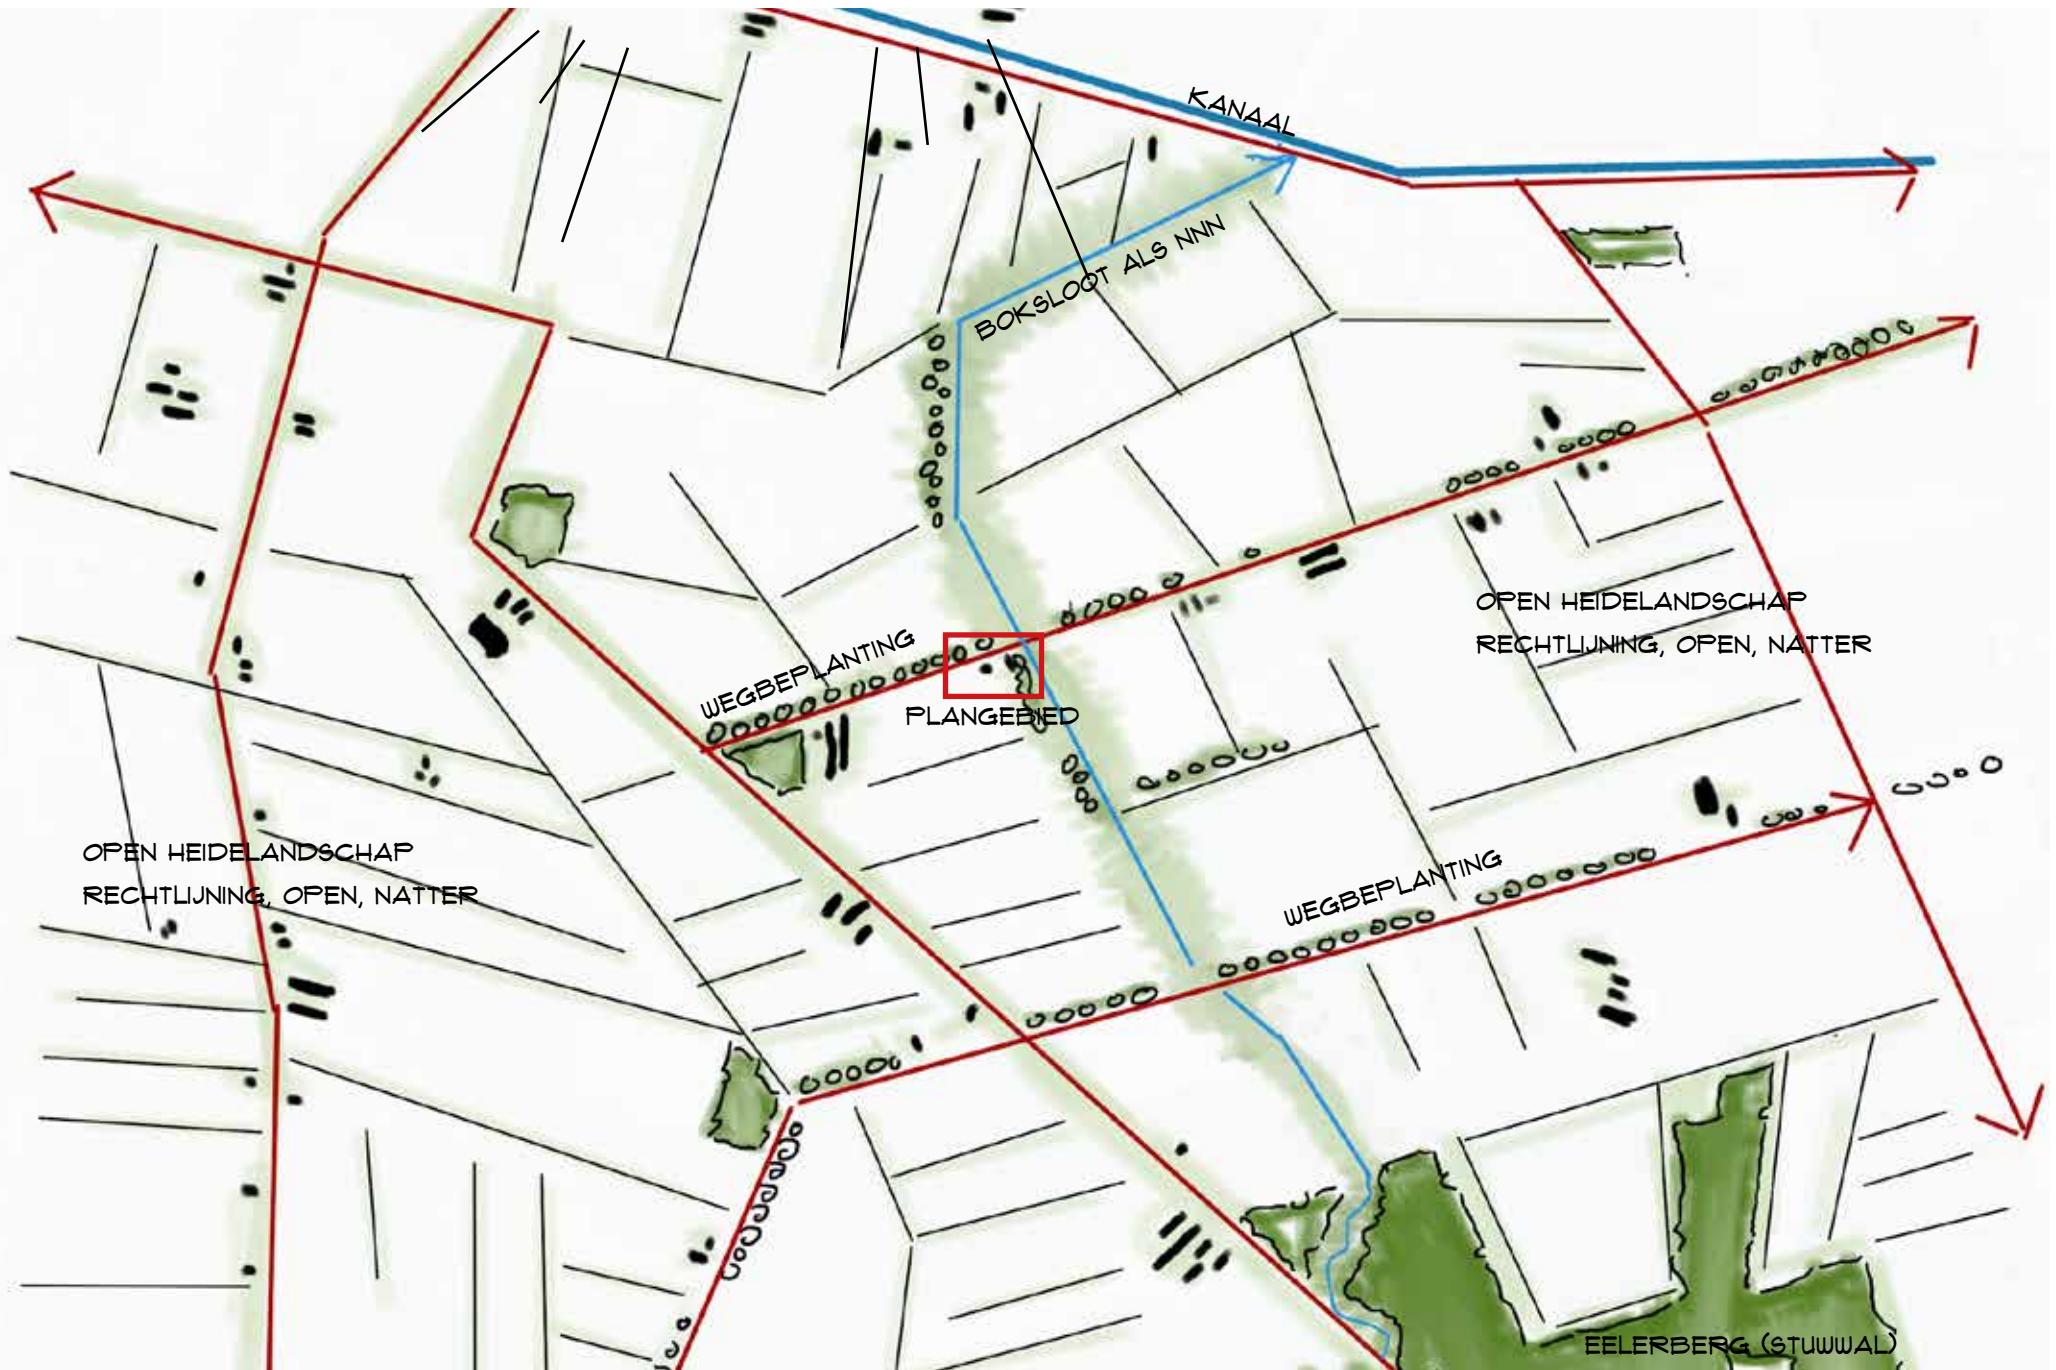 KANAAL
BOKSLOOT ALS NNN
OPEN HEIDELANDSCHAP
RECHTLIJNING, OPEN, NATTER
WEGBEPLANTING
PLANGEBIED
OPEN HEIDELANDSCHAP
RECHTLIJNING, OPEN, NATTER
WEGBEPLANTING
EELERBERG (STUWWAL)